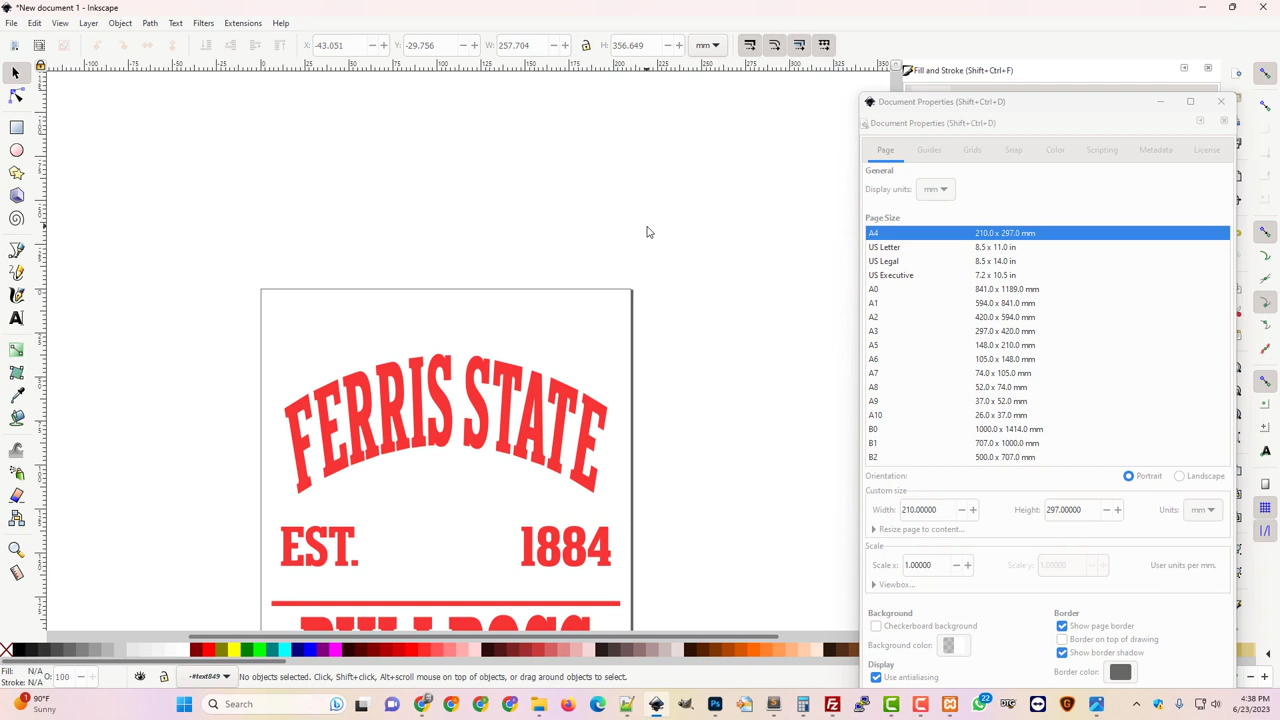 *New document 1 - Inkscape
File Edit View Layer Object Path Text Filters Extensions Help
X: -43.051 Y: -29.756 W: 257.704 H: 356.649 mm
Fill and Stroke (Shift+Ctrl+F)
Document Properties (Shift+Ctrl+D)
Document Properties (Shift+Ctrl+D)
Page Guides Grids Snap Color Scripting Metadata License
General
Display units: mm
Page Size
A4 210.0 x 297.0 mm
US Letter 8.5 x 11.0 in
US Legal 8.5 x 14.0 in
US Executive 7.2 x 10.5 in
A0 841.0 x 1189.0 mm
A1 594.0 x 841.0 mm
A2 420.0 x 594.0 mm
A3 297.0 x 420.0 mm
A5 148.0 x 210.0 mm
A6 105.0 x 148.0 mm
A7 74.0 x 105.0 mm
A8 52.0 x 74.0 mm
A9 37.0 x 52.0 mm
A10 26.0 x 37.0 mm
B0 1000.0 x 1414.0 mm
B1 707.0 x 1000.0 mm
B2 500.0 x 707.0 mm
Orientation: Portrait Landscape
Custom size
Width: 210.00000 Height: 297.00000 Units: mm
Resize page to content...
Scale
Scale x: 1.00000 Scale y: 1.00000 User units per mm.
Viewbox...
Background Border
Checkerboard background Show page border
Border on top of drawing
Background color: Show border shadow
Display Border color:
Use antialiasing
FERRIS STATE
EST. 1884
BULLDOGS
Fill: N/A
Stroke: N/A
O: 100
-#text849
No objects selected. Click, Shift+click, Alt+scroll mouse on top of objects, or drag around objects to select.
90°F
Sunny
Search
22
4:38 PM
6/23/2023